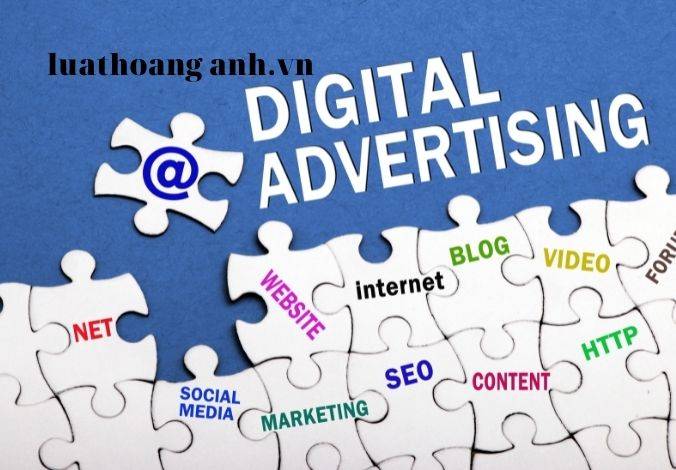 luathoang anh.vn
DIGITAL
ADVERTISING
@
BLOG
VIDEO
WEBSITE
internet
NET
HTTP
SEO
CONTENT
SOCIAL
MEDIA
MARKETING